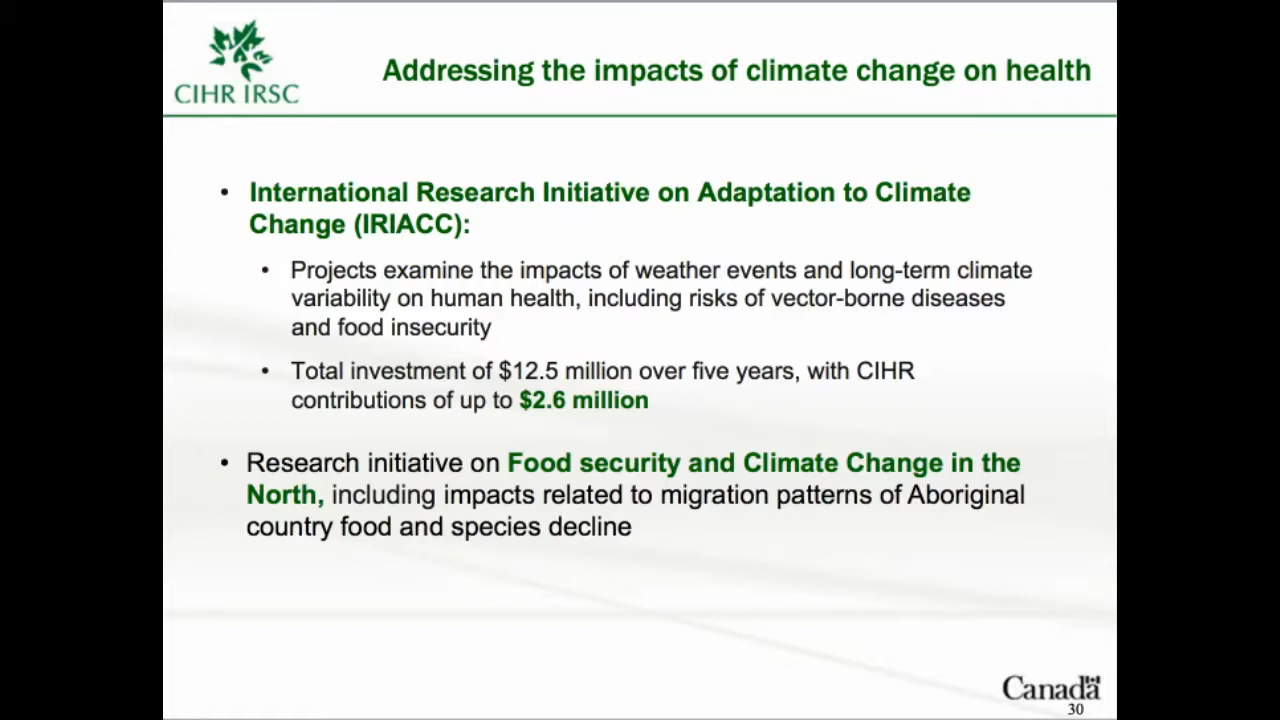 CIHR IRSC
Addressing the impacts of climate change on health
• International Research Initiative on Adaptation to Climate
Change (IRIACC):
• Projects examine the impacts of weather events and long-term climate
variability on human health, including risks of vector-borne diseases
and food insecurity
• Total investment of $12.5 million over five years, with CIHR
contributions of up to $2.6 million
• Research initiative on Food security and Climate Change in the
North, including impacts related to migration patterns of Aboriginal
country food and species decline
Canada
30